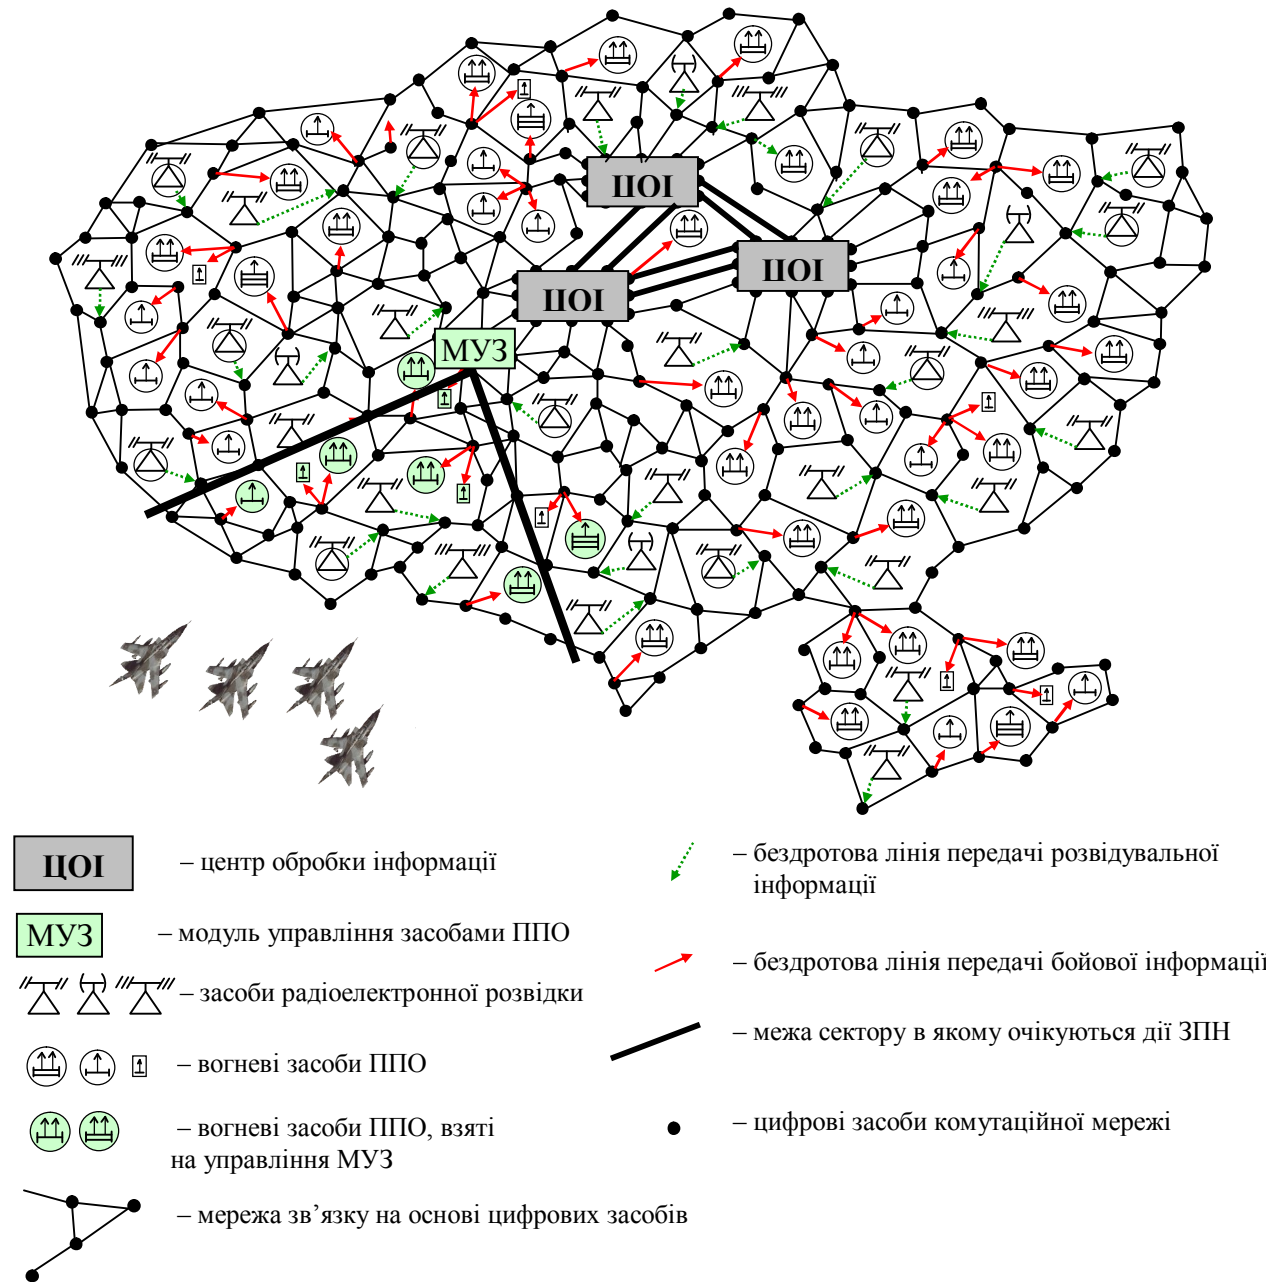 ЦОІ
ЦОІ
ЦОІ
МУЗ
ЦОІ
– центр обробки інформації
МУЗ
– модуль управління засобами ППО
– засоби радіоелектронної розвідки
– вогневі засоби ППО
– вогневі засоби ППО, взяті
на управління МУЗ
– мережа зв’язку на основі цифрових засобів
– бездротова лінія передачі розвідувальної
інформації
– бездротова лінія передачі бойової інформації
– межа сектору в якому очікуються дії ЗПН
– цифрові засоби комутаційної мережі